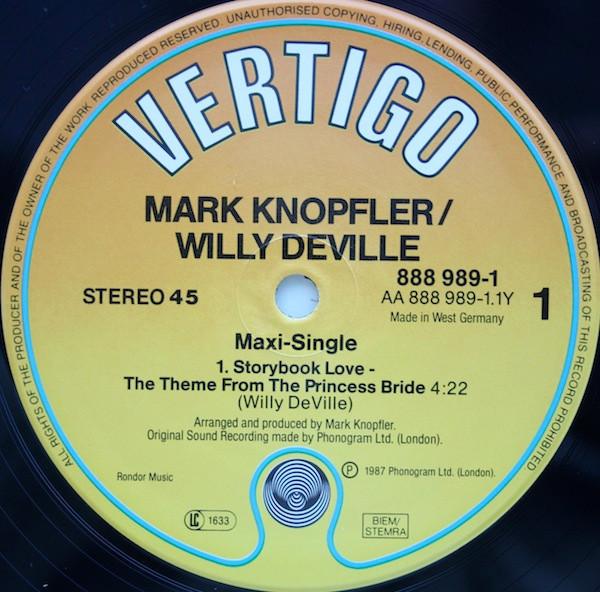 ALL RIGHTS OF THE PRODUCER AND OF THE OWNER OF THE WORK REPRODUCED RESERVED. UNAUTHORISED COPYING, HIRING, LENDING, PUBLIC PERFORMANCE AND BROADCASTING OF THIS RECORD PROHIBITED
VERTIGO
MARK KNOPFLER/
WILLY DEVILLE
STEREO 45
888 989-1
AA 888 989-1.1Y
Made in West Germany
1
Maxi-Single
1. Storybook Love -
The Theme From The Princess Bride 4:22
(Willy DeVille)
Arranged and produced by Mark Knopfler.
Original Sound Recording made by Phonogram Ltd. (London).
Rondor Music
℗ 1987 Phonogram Ltd. (London).
LC 1633
BIEM/
STEMRA